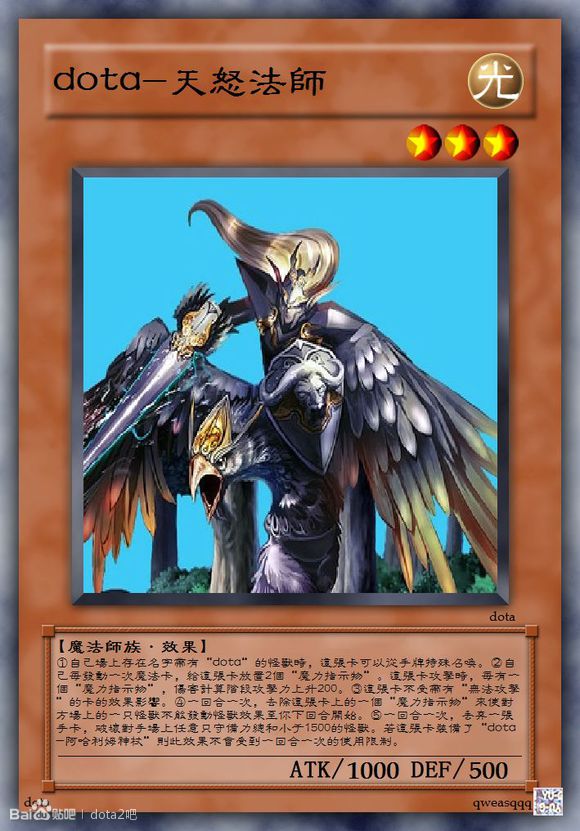 dota-天怒法師
光
dota
【魔法師族·效果】
①自己場上存在名字帶有“dota”的怪獸時，這張卡可以從手牌特殊召喚。②自
己每發動一次魔法卡，給這張卡放置2個“魔力指示物”。這張卡攻擊時，每有一
個“魔力指示物”，傷害計算階段攻擊力上升200。③這張卡不受帶有“無法攻擊
”的卡的效果影響。④一回合一次，去除這張卡上的一個“魔力指示物”來使對
方場上的一只怪獸不能發動怪獸效果至你下回合開始。⑤一回合一次，丟弃一張
手卡，破壞對手場上任意只守備力總和小于1500的怪獸。若這張卡裝備了“dota
-阿哈利姆神杖”則此效果不會受到一回合一次的使用限制。
ATK/1000 DEF/500
qweasqqq
Bai贴吧 | dota2吧